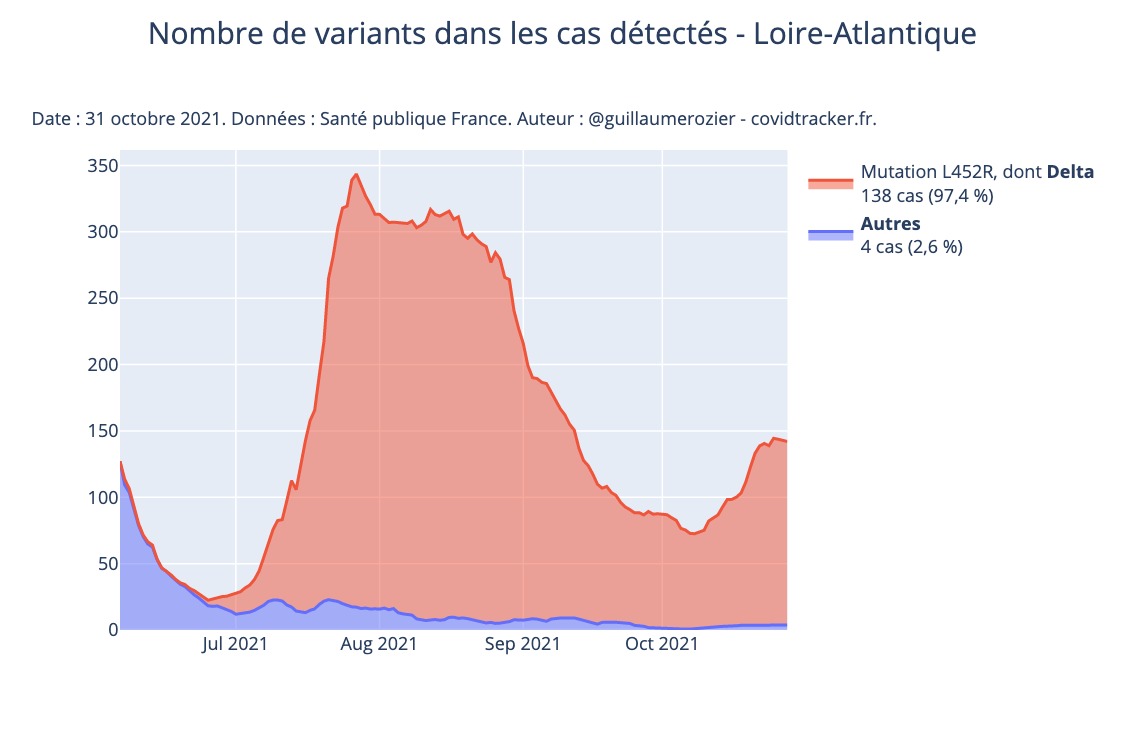 Nombre de variants dans les cas détectés - Loire-Atlantique
Date : 31 octobre 2021. Données : Santé publique France. Auteur : @guillaumerozier - covidtracker.fr.
350
300
250
200
150
100
50
0
Jul 2021
Aug 2021
Sep 2021
Oct 2021
Mutation L452R, dont Delta
138 cas (97,4 %)
Autres
4 cas (2,6 %)